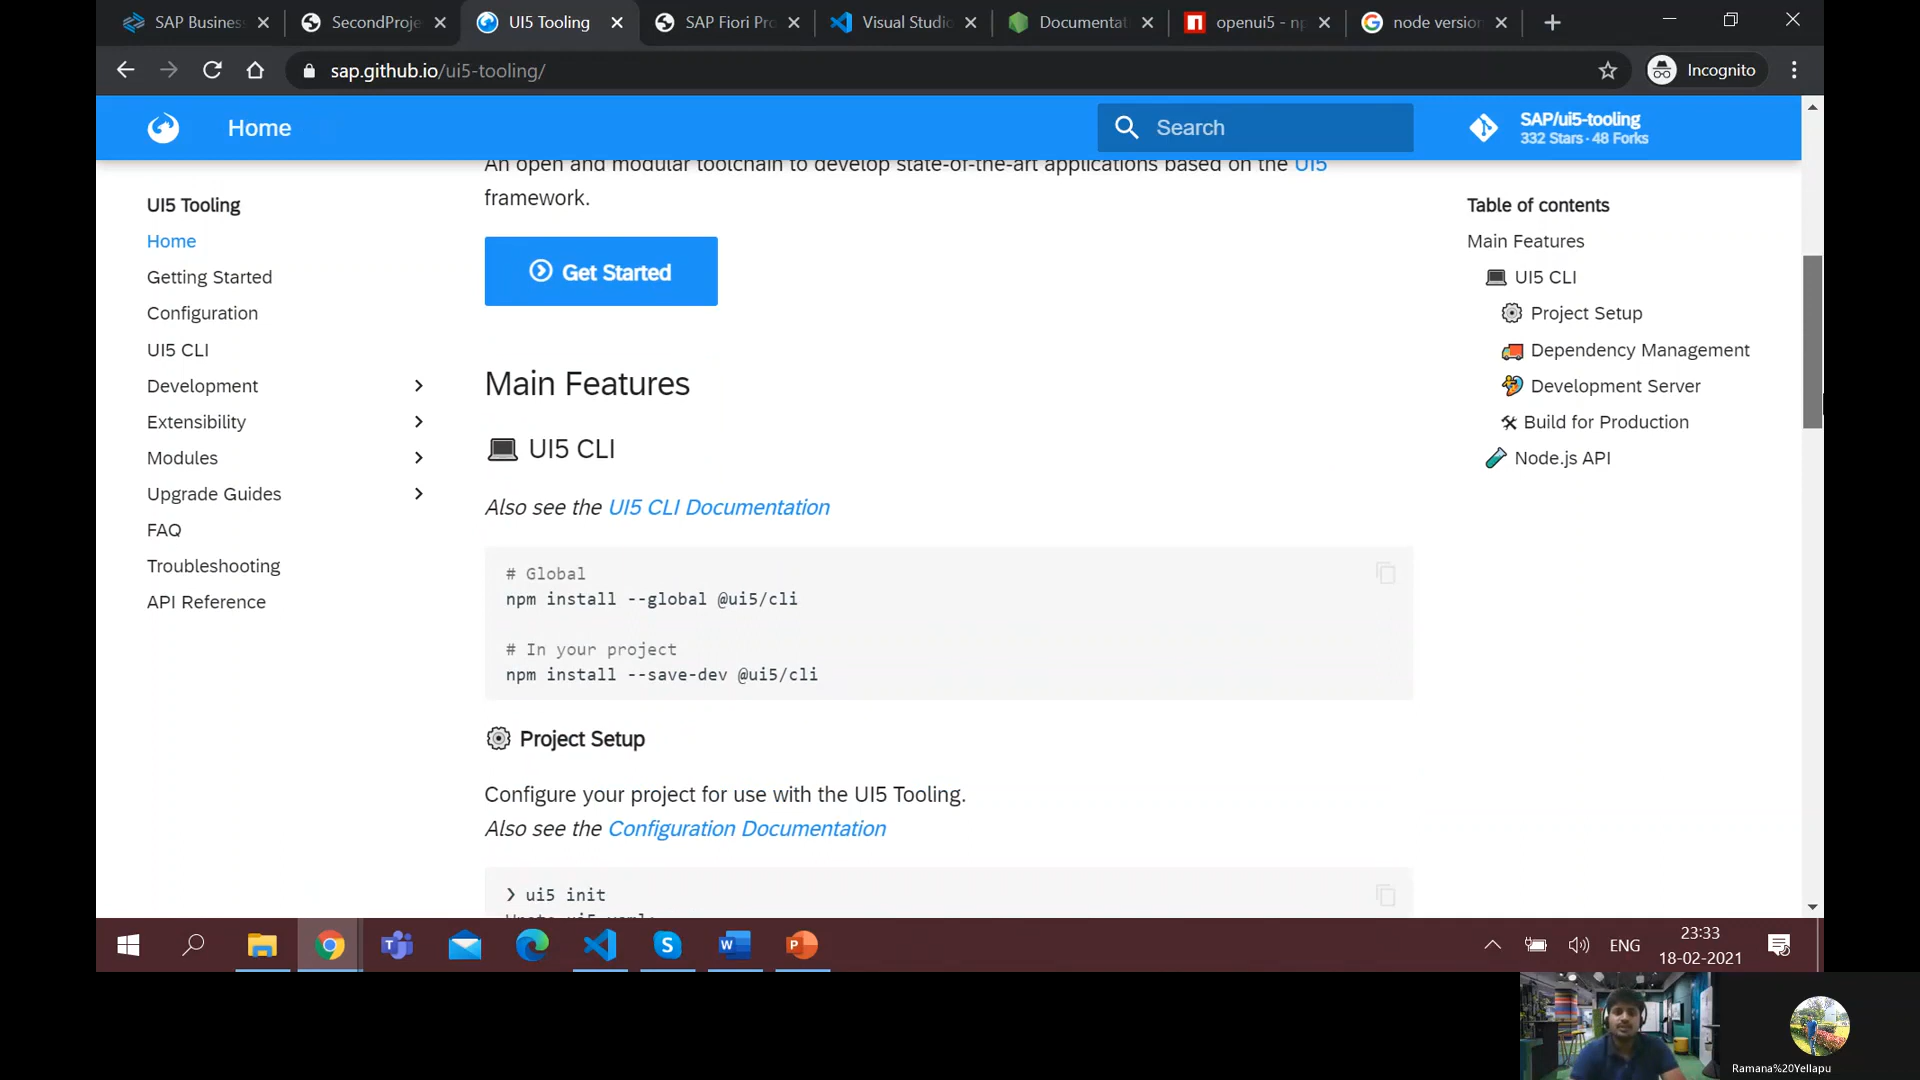 SAP Busines
SecondProje
UI5 Tooling
SAP Fiori Pro
Visual Studio
Documentat
openui5 - np
node version
sap.github.io/ui5-tooling/
Incognito
Home
Search
SAP/ui5-tooling
332 Stars · 48 Forks
UI5 Tooling
Home
Getting Started
Configuration
UI5 CLI
Development
Extensibility
Modules
Upgrade Guides
FAQ
Troubleshooting
API Reference
An open and modular toolchain to develop state-of-the-art applications based on the UI5
framework.
Get Started
Main Features
UI5 CLI
Also see the UI5 CLI Documentation
# Global
npm install --global @ui5/cli
# In your project
npm install --save-dev @ui5/cli
Project Setup
Configure your project for use with the UI5 Tooling.
Also see the Configuration Documentation
❯ ui5 init
Wrote ui5.yaml:
Table of contents
Main Features
UI5 CLI
Project Setup
Dependency Management
Development Server
Build for Production
Node.js API
ENG
23:33
18-02-2021
Ramana%20Yellapu